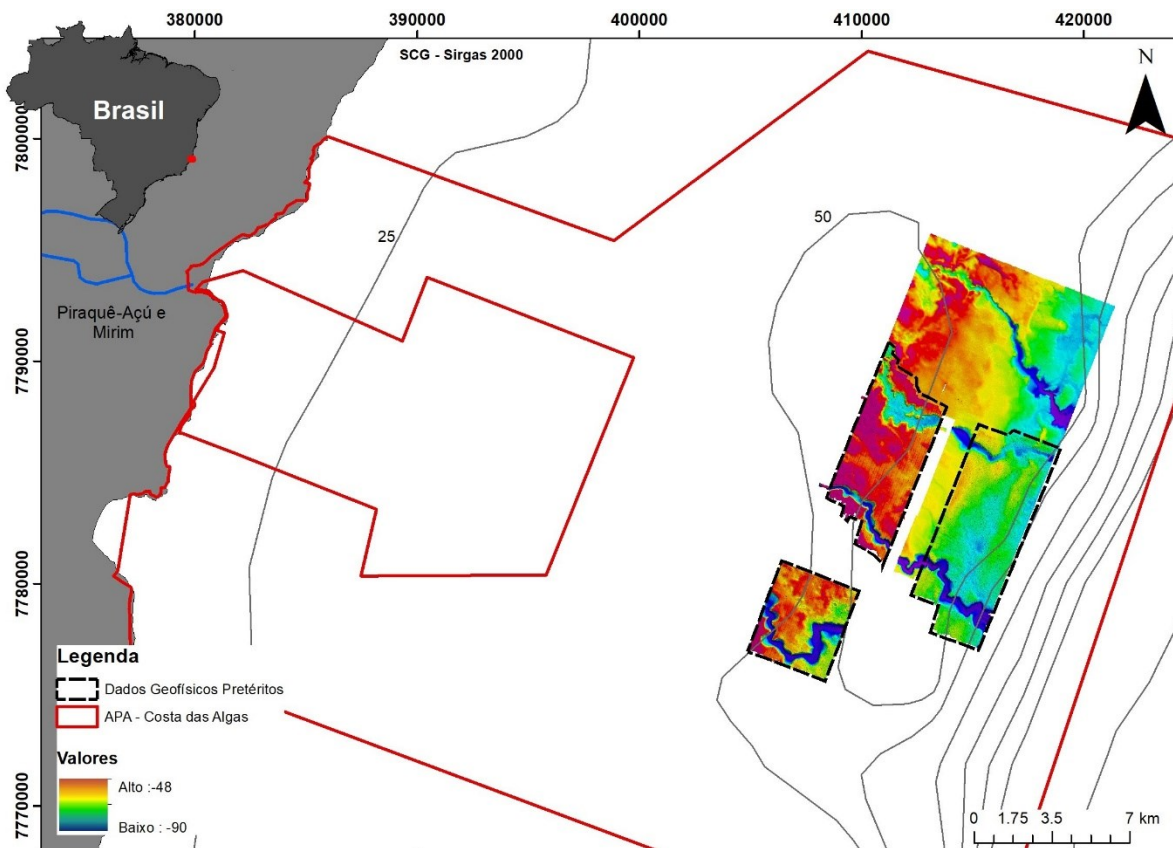 380000
390000
400000
410000
420000
SCG - Sirgas 2000
N
Brasil
7800000
25
50
Piraquê-Açú e
Mirim
7790000
7780000
7770000
Legenda
Dados Geofísicos Pretéritos
APA - Costa das Algas
Valores
Alto :-48
Baixo : -90
0 1.75 3.5 7 km